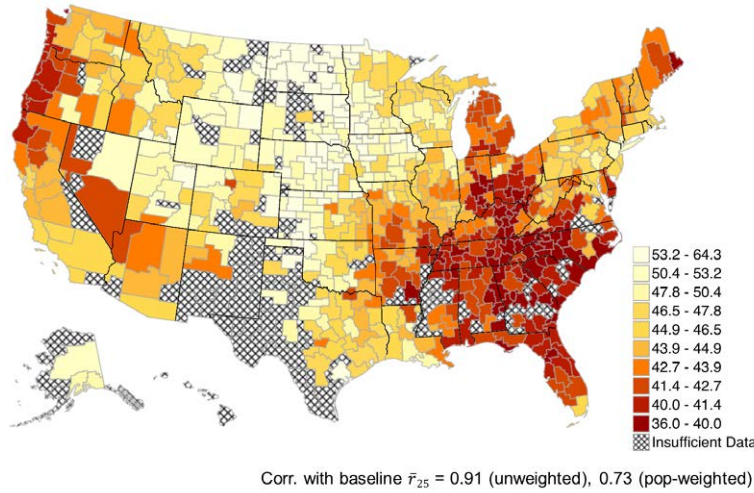 53.2 - 64.3
50.4 - 53.2
47.8 - 50.4
46.5 - 47.8
44.9 - 46.5
43.9 - 44.9
42.7 - 43.9
41.4 - 42.7
40.0 - 41.4
36.0 - 40.0
Insufficient Data
Corr. with baseline r̄₂₅ = 0.91 (unweighted), 0.73 (pop-weighted)